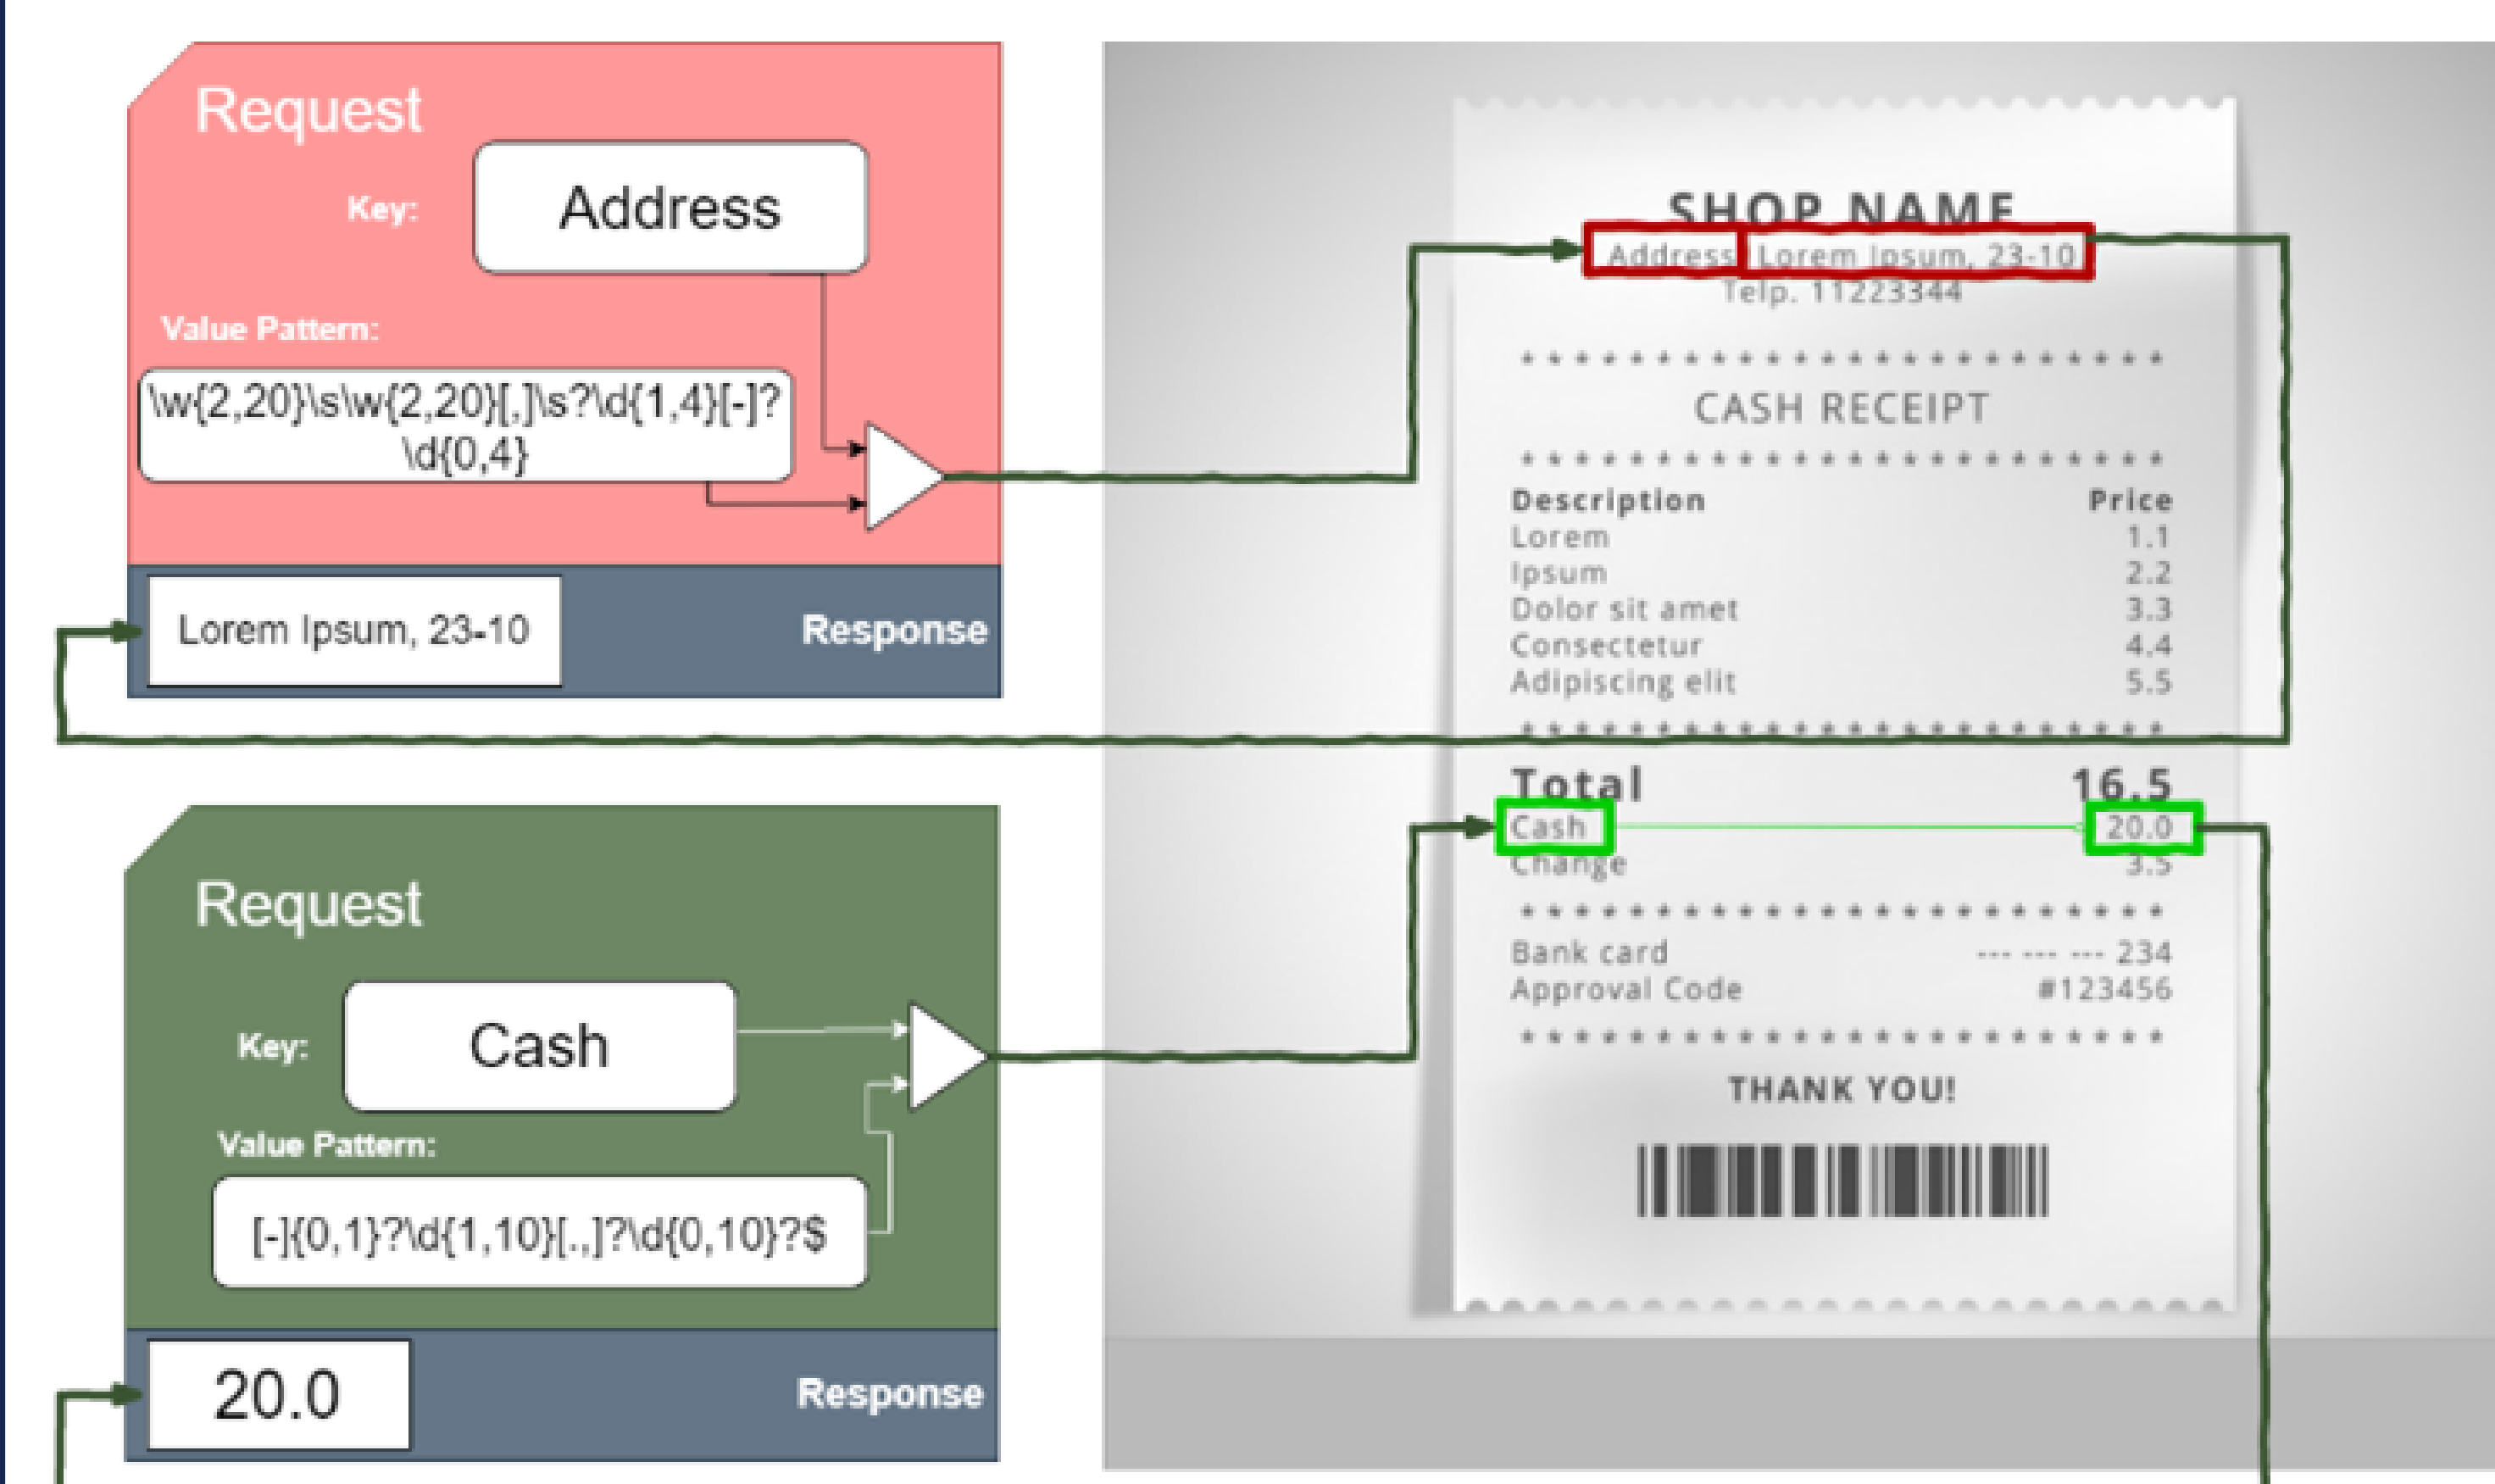 Request
Key:
Address
Value Pattern:
\w{2,20}\s\w{2,20}[,]\s?\d{1,4}[-]?
\d{0,4}
Lorem Ipsum, 23-10
Response
Request
Key:
Cash
Value Pattern:
[-]{0,1}?\d{1,10}[.,]?\d{0,10}?$
20.0
Response
SHOP NAME
Address Lorem Ipsum, 23-10
Telp. 11223344
CASH RECEIPT
Description Price
Lorem 1.1
Ipsum 2.2
Dolor sit amet 3.3
Consectetur 4.4
Adipiscing elit 5.5
Total 16.5
Cash 20.0
Change 3.5
Bank card --- --- --- 234
Approval Code #123456
THANK YOU!